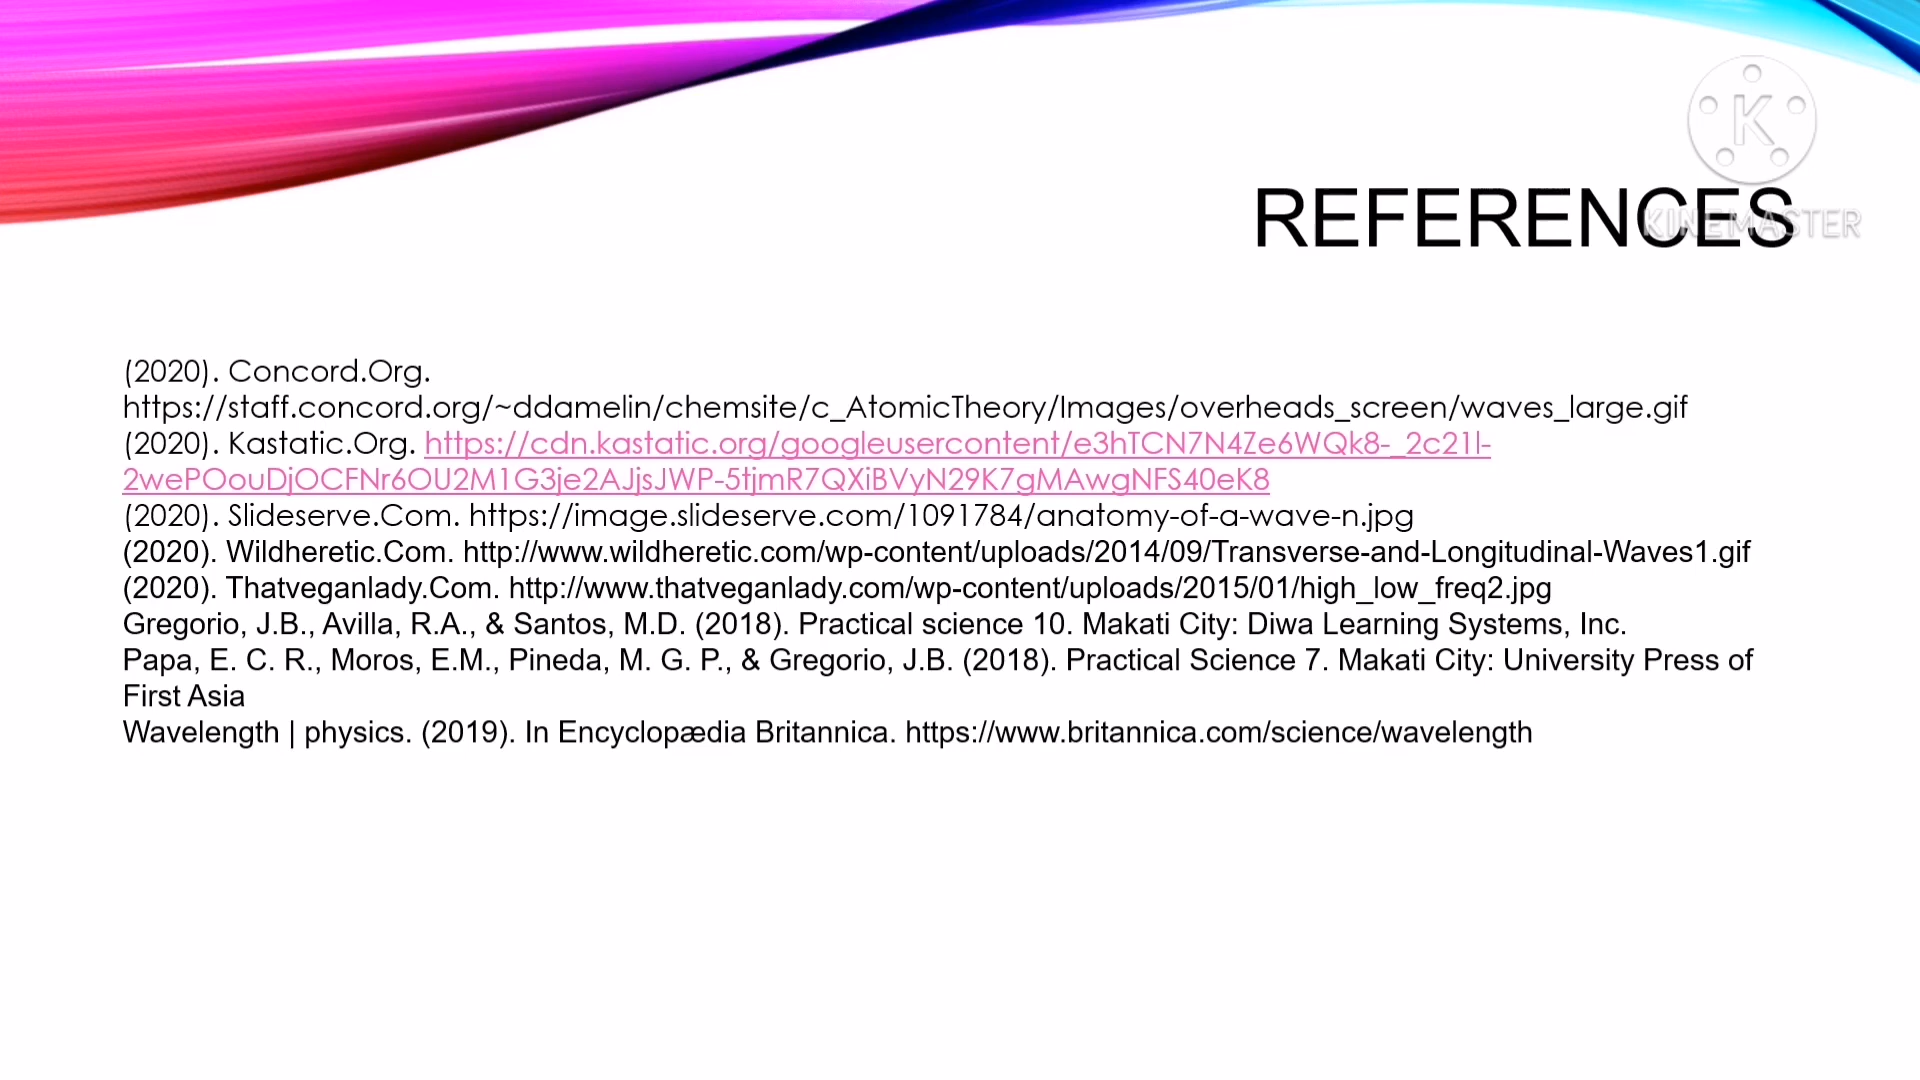 K
KINEMASTER
REFERENCES
(2020). Concord.Org.
https://staff.concord.org/~ddamelin/chemsite/c_AtomicTheory/Images/overheads_screen/waves_large.gif
(2020). Kastatic.Org. https://cdn.kastatic.org/googleusercontent/e3hTCN7N4Ze6WQk8-_2c21l-
2wePOouDjOCFNr6OU2M1G3je2AJjsJWP-5tjmR7QXiBVyN29K7gMAwgNFS40eK8
(2020). Slideserve.Com. https://image.slideserve.com/1091784/anatomy-of-a-wave-n.jpg
(2020). Wildheretic.Com. http://www.wildheretic.com/wp-content/uploads/2014/09/Transverse-and-Longitudinal-Waves1.gif
(2020). Thatveganlady.Com. http://www.thatveganlady.com/wp-content/uploads/2015/01/high_low_freq2.jpg
Gregorio, J.B., Avilla, R.A., & Santos, M.D. (2018). Practical science 10. Makati City: Diwa Learning Systems, Inc.
Papa, E. C. R., Moros, E.M., Pineda, M. G. P., & Gregorio, J.B. (2018). Practical Science 7. Makati City: University Press of
First Asia
Wavelength | physics. (2019). In Encyclopædia Britannica. https://www.britannica.com/science/wavelength